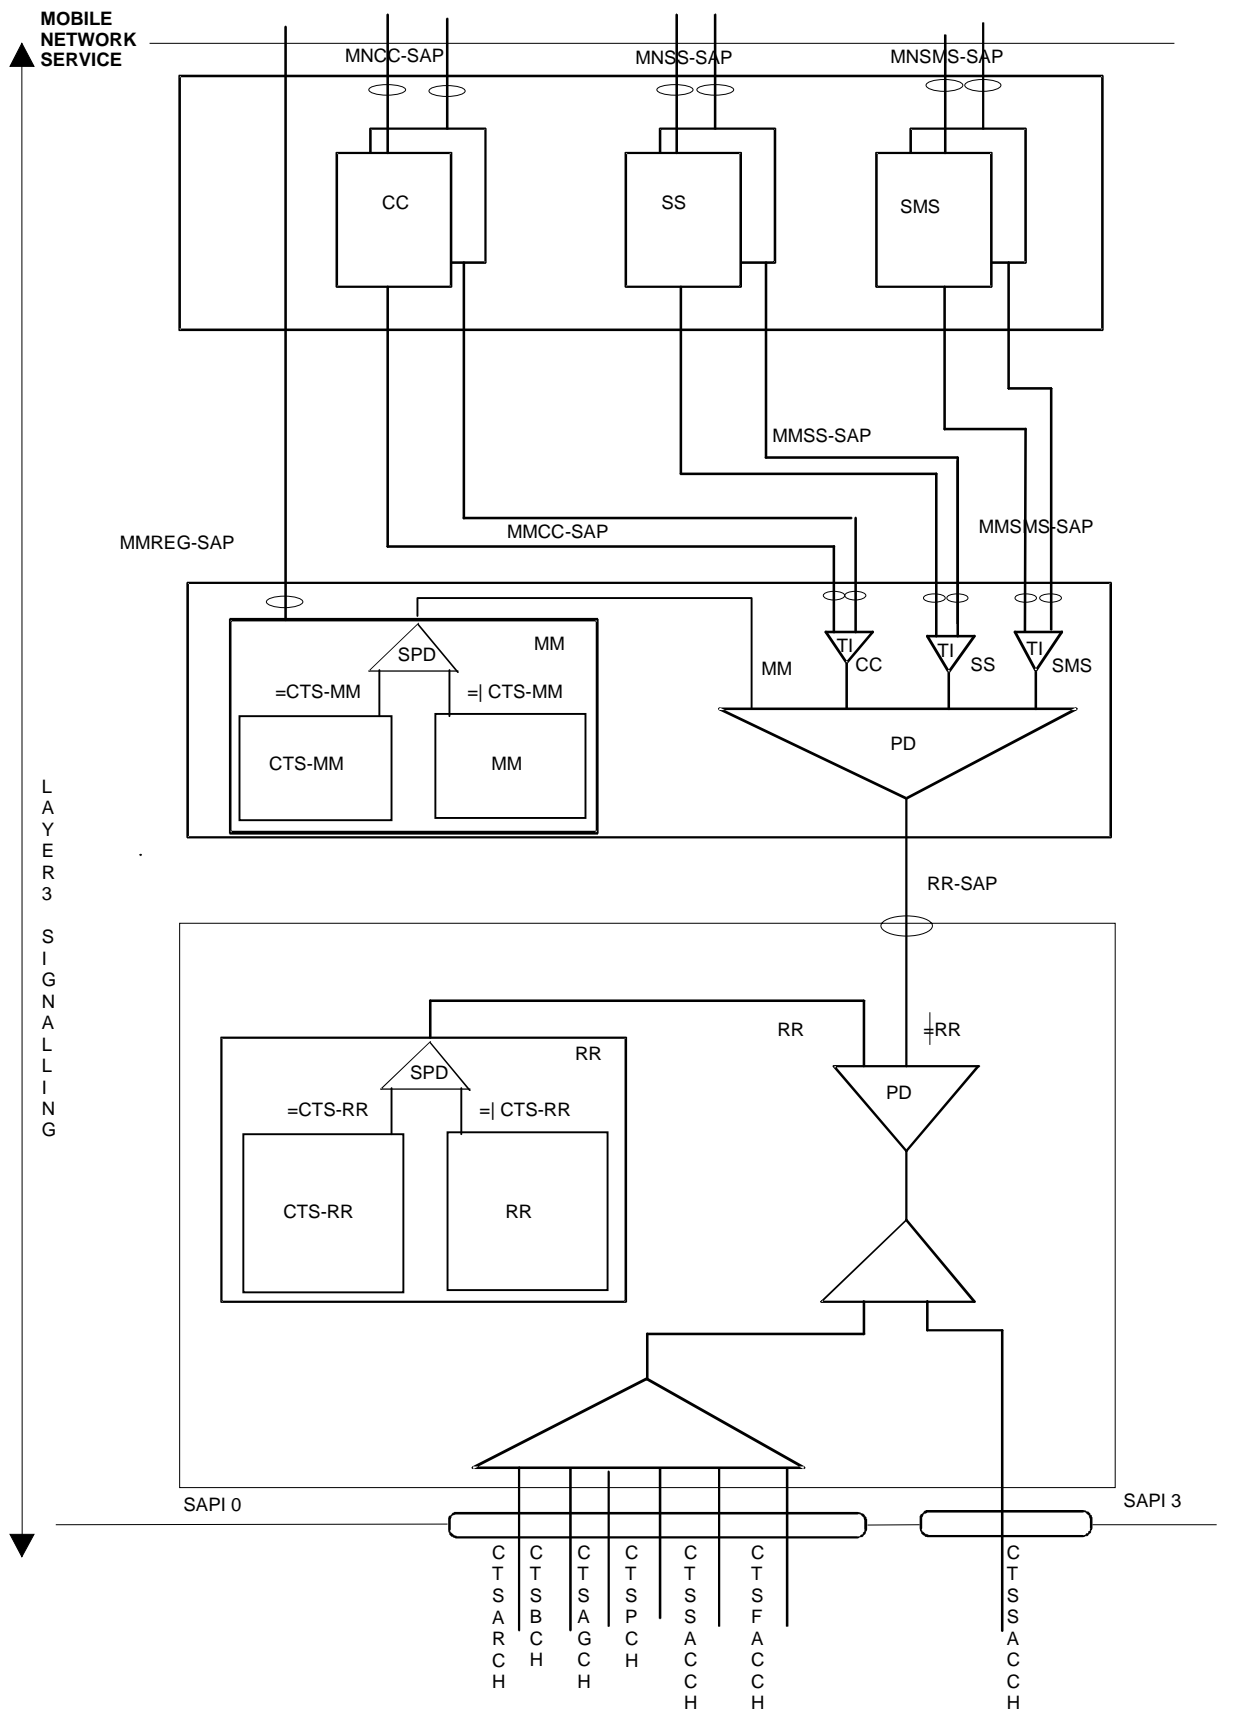 MOBILE
NETWORK
SERVICE
MNCC-SAP
MNSS-SAP
MNSMS-SAP
CC
SS
SMS
MMSS-SAP
MMREG-SAP
MMCC-SAP
MMSMS-SAP
SPD
MM
=CTS-MM
=| CTS-MM
CTS-MM
MM
MM
TI
CC
TI
SS
TI
SMS
PD
LAYER3 SIGNALLING
RR-SAP
RR
=|RR
RR
SPD
=CTS-RR
=| CTS-RR
CTS-RR
RR
PD
SAPI 0
SAPI 3
CTSARCH
CTSBCH
CTSAGCH
CTSPCH
CTSSACCH
CTSFACCH
CTSSACCH